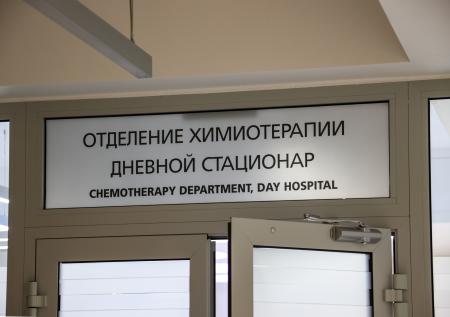 ОТДЕЛЕНИЕ ХИМИОТЕРАПИИ
ДНЕВНОЙ СТАЦИОНАР
CHEMOTHERAPY DEPARTMENT, DAY HOSPITAL